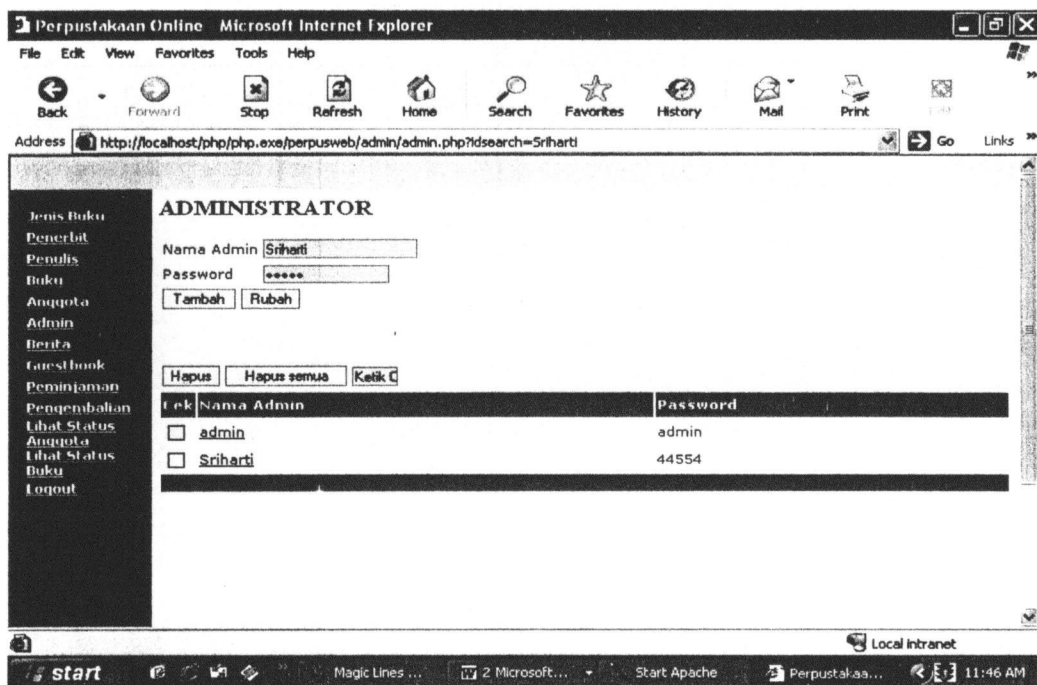 Perpustakaan Online Microsoft Internet Explorer
File Edit View Favorites Tools Help
Back Forward Stop Refresh Home Search Favorites History Mail Print Edit
Address http://localhost/php/php.exe/perpusweb/admin/admin.php?idsearch=Sriharti Go Links
Jenis Buku
Penerbit
Penulis
Buku
Anggota
Admin
Berita
Guestbook
Peminjaman
Pengembalian
Lihat Status
Anggota
Lihat Status
Buku
Logout
ADMINISTRATOR
Nama Admin Sriharti
Password •••••
Tambah Rubah
Hapus Hapus semua Ketik C
Cek Nama Admin Password
admin admin
Sriharti 44554
Local intranet
start Magic Lines ... 2 Microsoft... Start Apache Perpustakaa... 11:46 AM